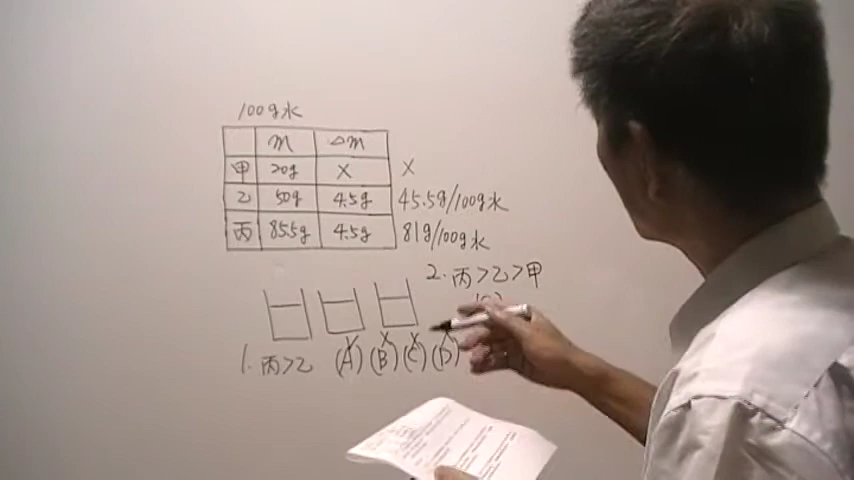 100g水
m △m
甲 20g X X
乙 50g 4.5g 45.5g/100g水
丙 85.5g 4.5g 81g/100g水
2. 丙>乙>甲
1. 丙>乙 (A) (B) (C) (D)